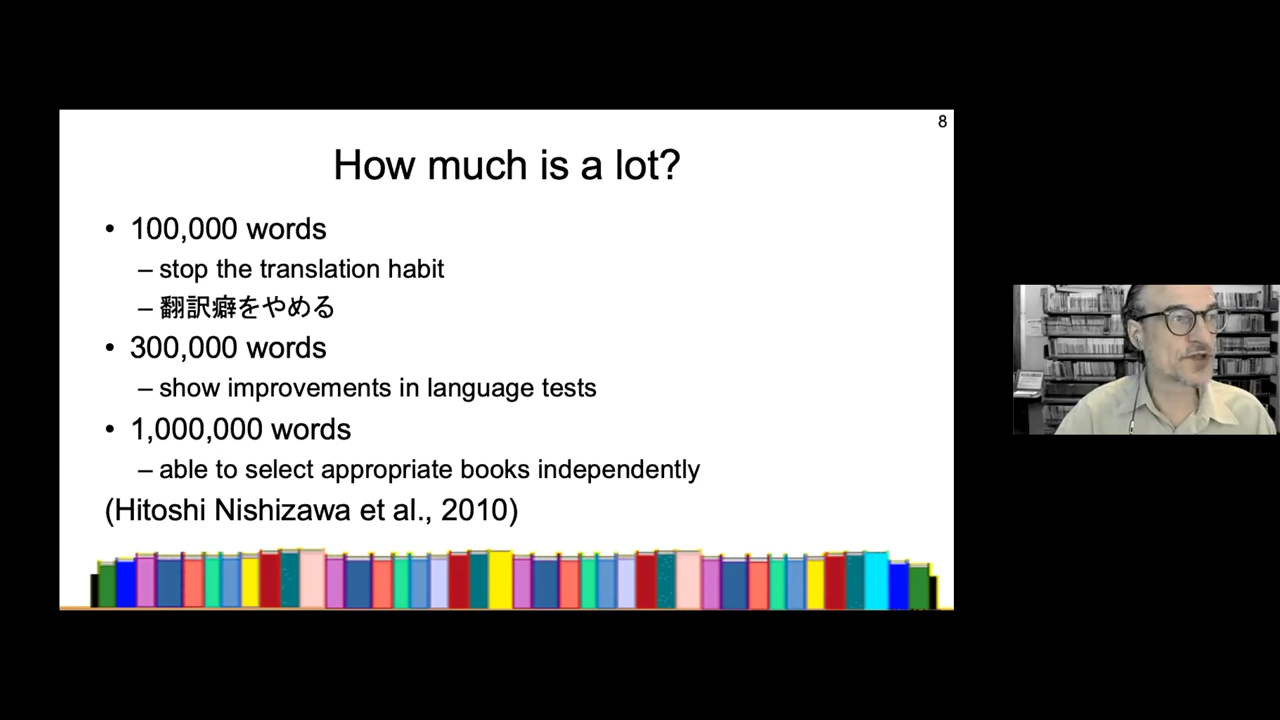 8
How much is a lot?
• 100,000 words
– stop the translation habit
– 翻訳癖をやめる
• 300,000 words
– show improvements in language tests
• 1,000,000 words
– able to select appropriate books independently
(Hitoshi Nishizawa et al., 2010)